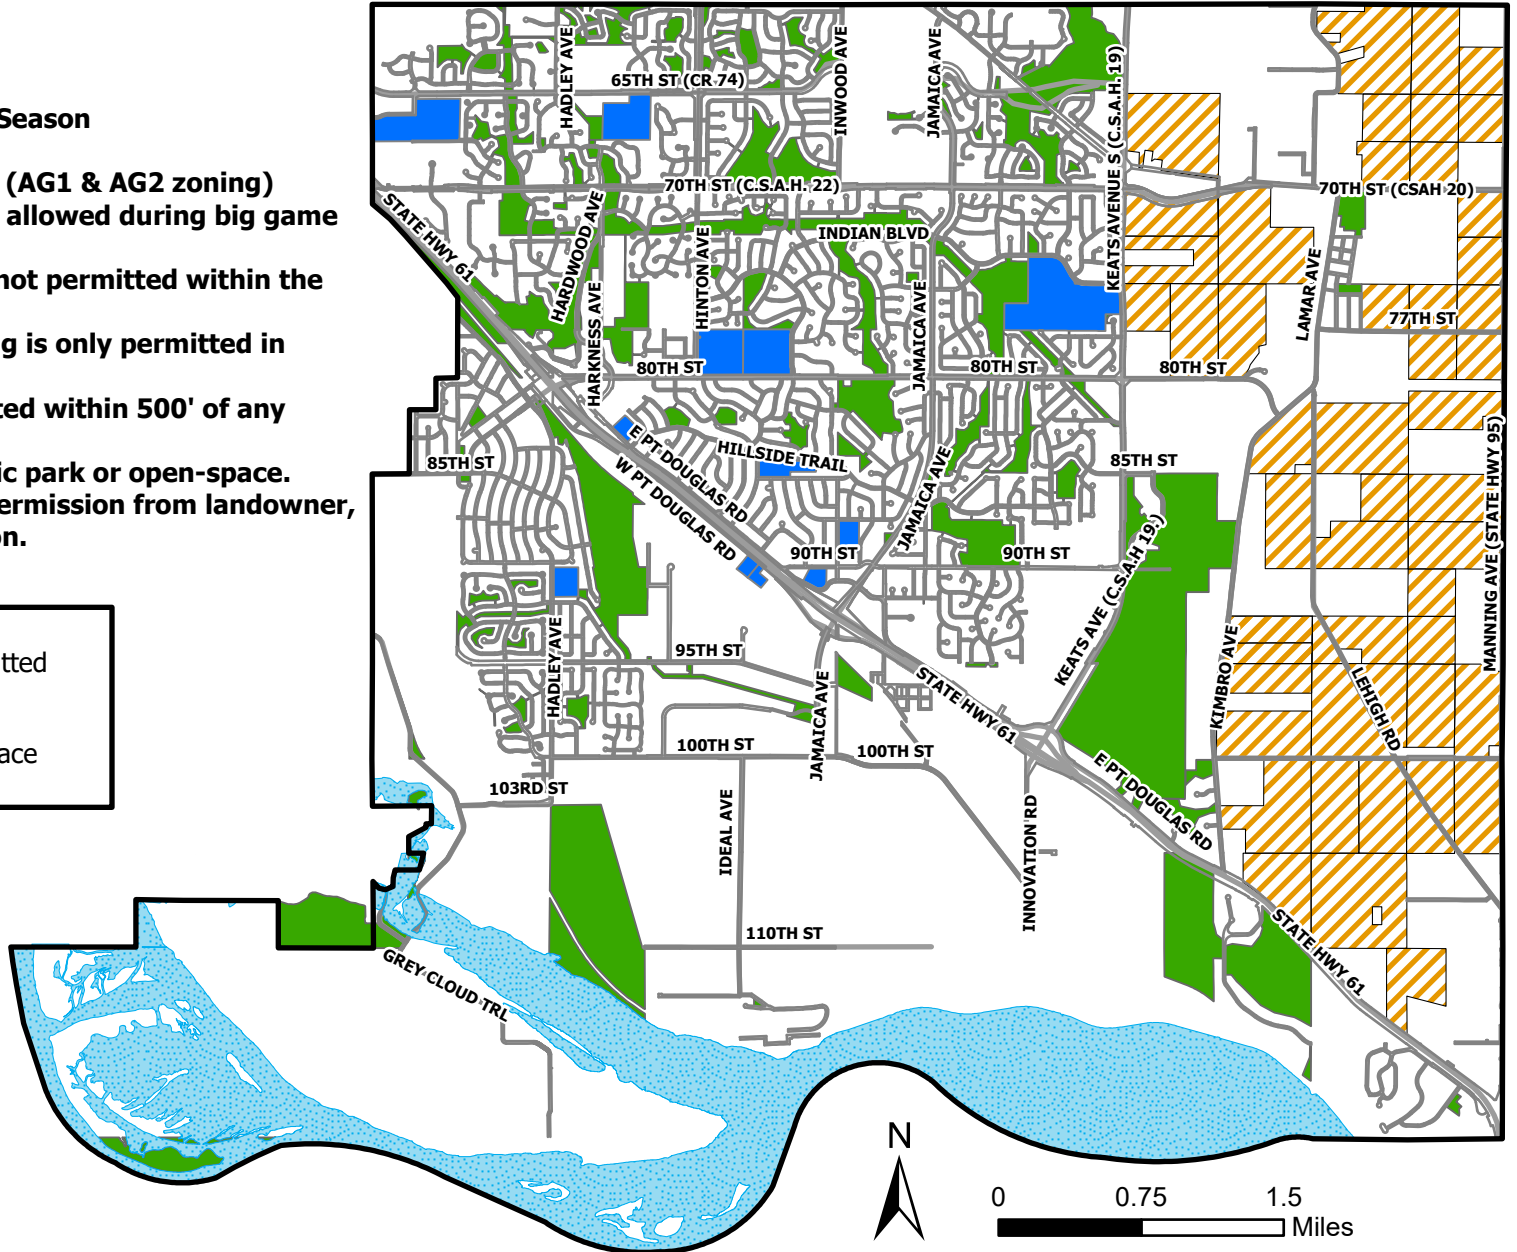 Season
(AG1 & AG2 zoning)
allowed during big game
not permitted within the
g is only permitted in
ted within 500' of any
ic park or open-space.
ermission from landowner,
on.
tted
ace
HADLEY AVE
65TH ST (CR 74)
INWOOD AVE
JAMAICA AVE
KEATS AVENUE S (C.S.A.H. 19)
70TH ST (C.S.A.H. 22)
70TH ST (CSAH 20)
STATE HWY 61
HARDWOOD AVE
INDIAN BLVD
HINTON AVE
HARKNESS AVE
JAMAICA AVE
LAMAR AVE
77TH ST
80TH ST
80TH ST
80TH ST
E PT DOUGLAS RD
W PT DOUGLAS RD
HILLSIDE TRAIL
85TH ST
85TH ST
JAMAICA AVE
MANNING AVE (STATE HWY 95)
90TH ST
90TH ST
KEATS AVE (C.S.A.H 19.)
HADLEY AVE
95TH ST
JAMAICA AVE
STATE HWY 61
KIMBRO AVE
LEHIGH RD
100TH ST
100TH ST
103RD ST
IDEAL AVE
INNOVATION RD
E PT DOUGLAS RD
110TH ST
GREY CLOUD TRL
STATE HWY 61
N
0 0.75 1.5
Miles